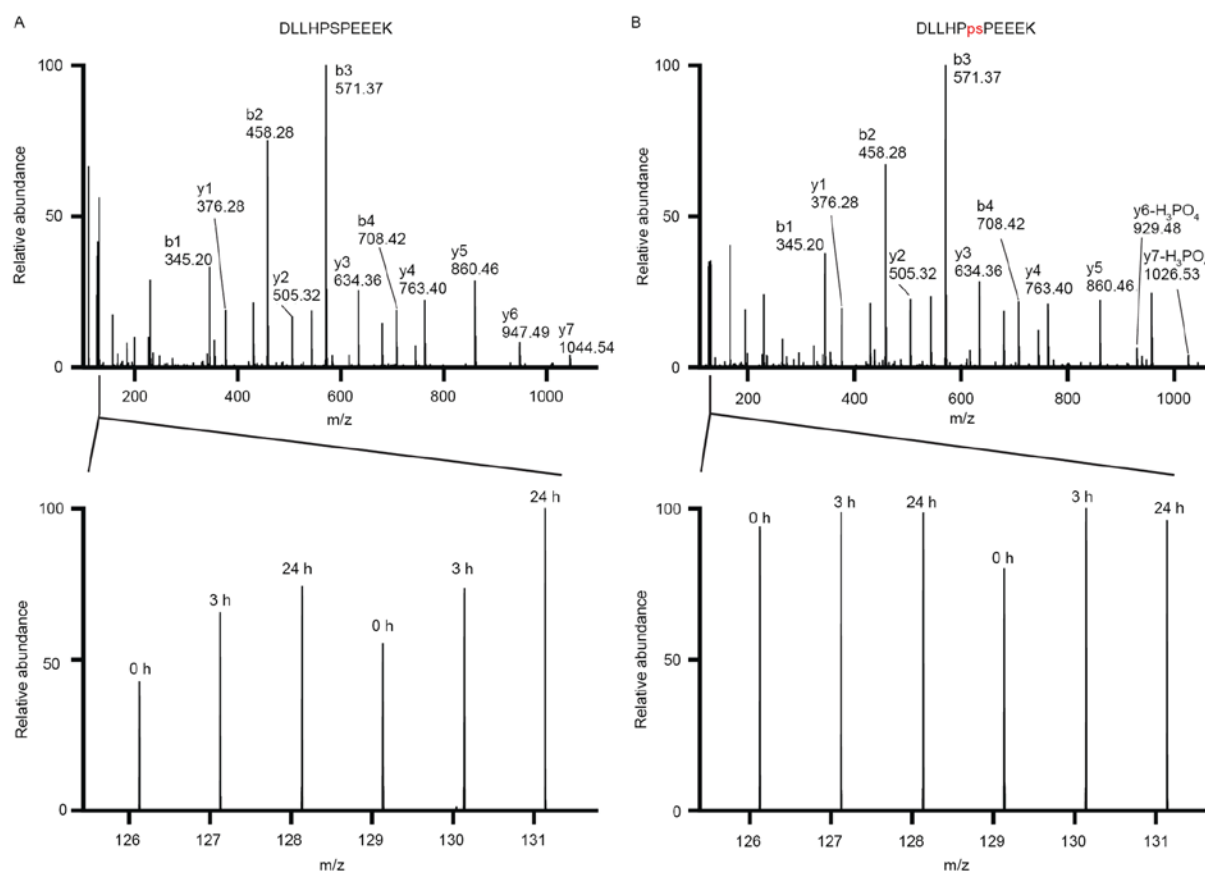 A
DLLHPSPEEEK
100
50
0
Relative abundance
b3
571.37
b2
458.28
y1
376.28
b1
345.20
y2
505.32
y3
634.36
b4
708.42
y4
763.40
y5
860.46
y6
947.49
y7
1044.54
200
400
600
800
1000
m/z
100
50
0
Relative abundance
0 h
3 h
24 h
0 h
3 h
24 h
126
127
128
129
130
131
m/z
B
DLLHPpsPEEEK
100
50
0
Relative abundance
b3
571.37
b2
458.28
y1
376.28
b1
345.20
y2
505.32
y3
634.36
b4
708.42
y4
763.40
y5
860.46
y6-H₃PO₄
929.48
y7-H₃PO₄
1026.53
200
400
600
800
1000
m/z
100
50
0
Relative abundance
0 h
3 h
24 h
0 h
3 h
24 h
126
127
128
129
130
131
m/z